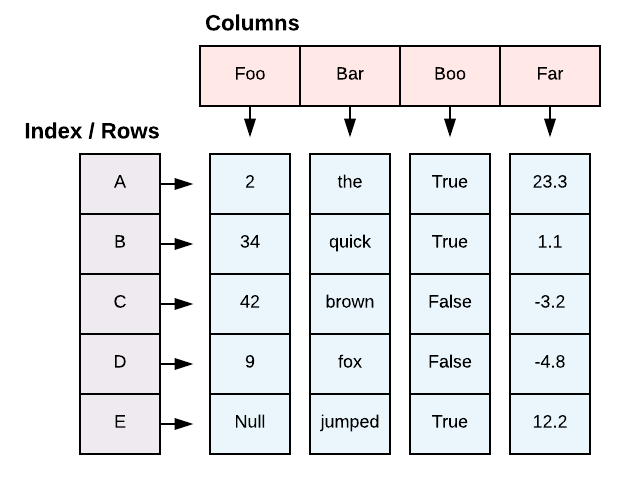 Columns
Foo Bar Boo Far
Index / Rows
A 2 the True 23.3
B 34 quick True 1.1
C 42 brown False -3.2
D 9 fox False -4.8
E Null jumped True 12.2